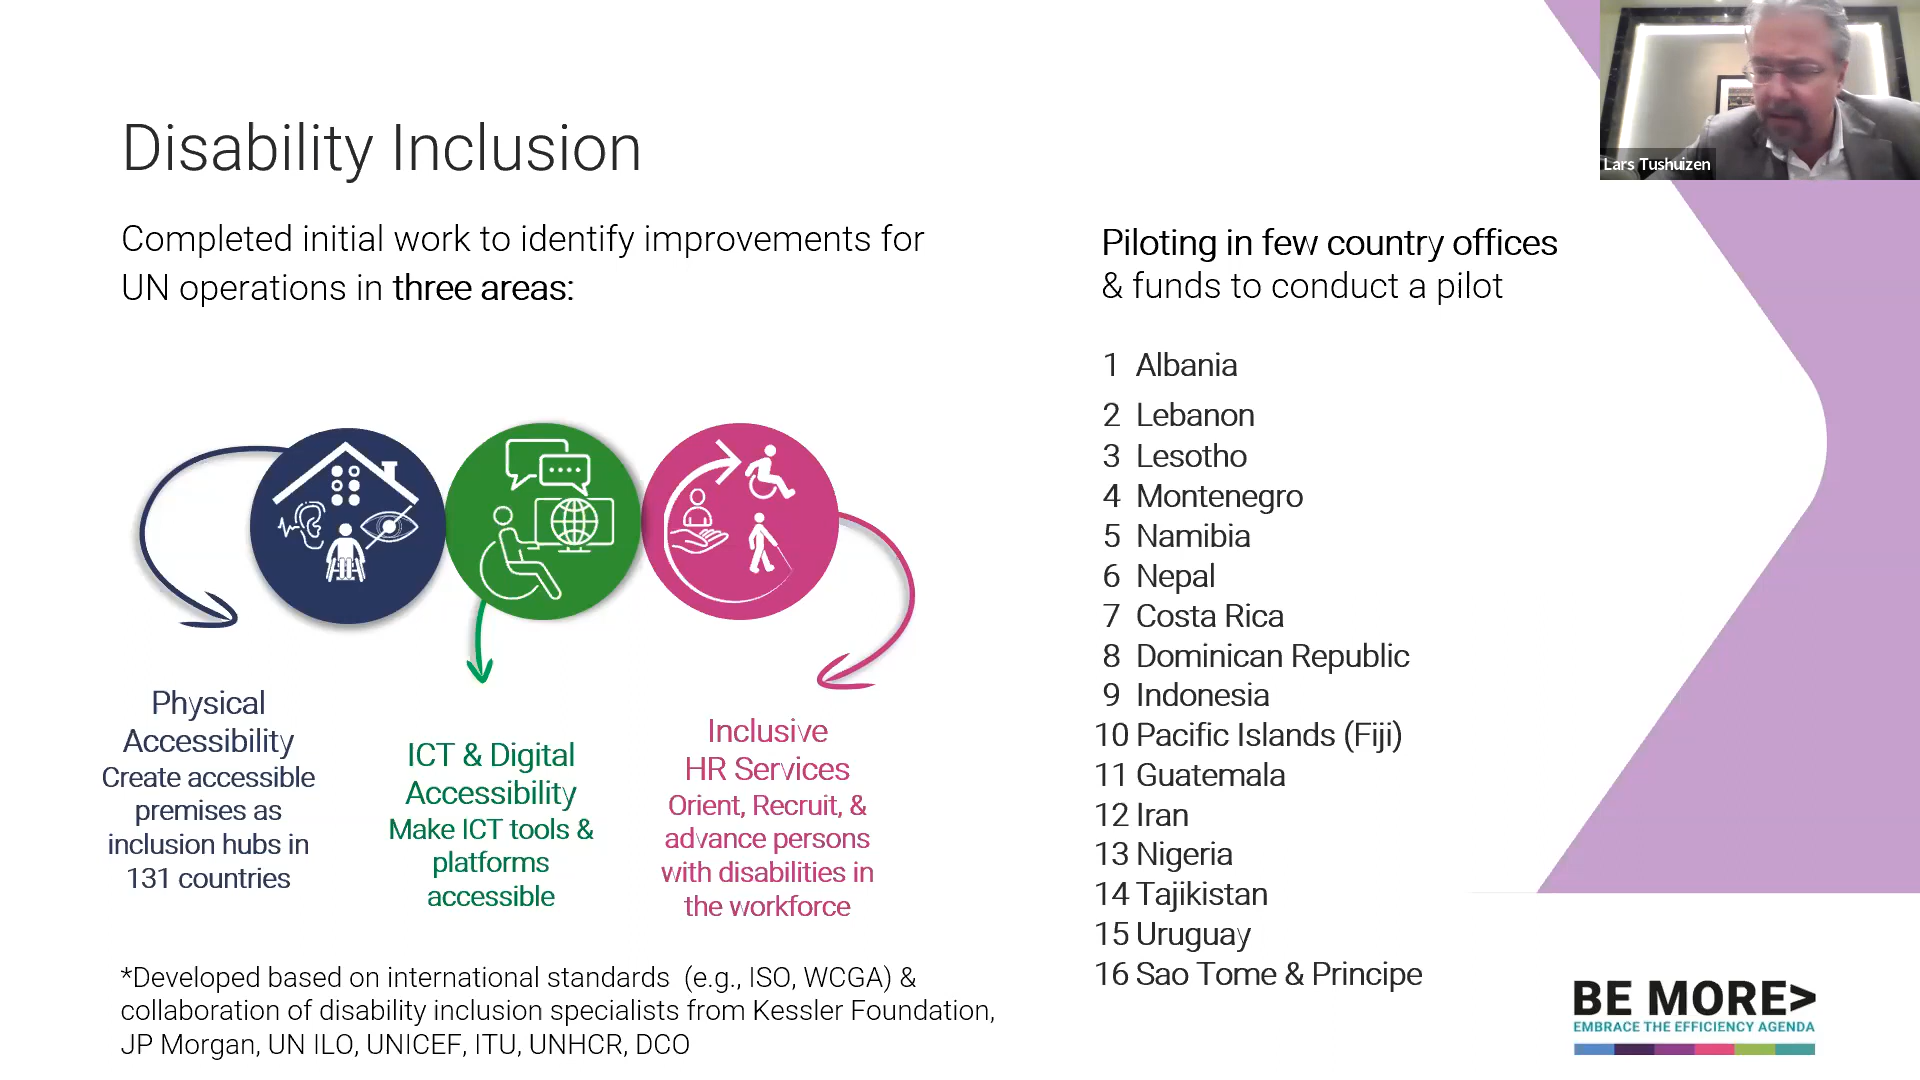 Disability Inclusion
Completed initial work to identify improvements for
UN operations in three areas:
Physical
Accessibility
Create accessible
premises as
inclusion hubs in
131 countries
ICT & Digital
Accessibility
Make ICT tools &
platforms
accessible
Inclusive
HR Services
Orient, Recruit, &
advance persons
with disabilities in
the workforce
*Developed based on international standards (e.g., ISO, WCGA) &
collaboration of disability inclusion specialists from Kessler Foundation,
JP Morgan, UN ILO, UNICEF, ITU, UNHCR, DCO
Piloting in few country offices
& funds to conduct a pilot
1 Albania
2 Lebanon
3 Lesotho
4 Montenegro
5 Namibia
6 Nepal
7 Costa Rica
8 Dominican Republic
9 Indonesia
10 Pacific Islands (Fiji)
11 Guatemala
12 Iran
13 Nigeria
14 Tajikistan
15 Uruguay
16 Sao Tome & Principe
Lars Tushuizen
BE MORE>
EMBRACE THE EFFICIENCY AGENDA